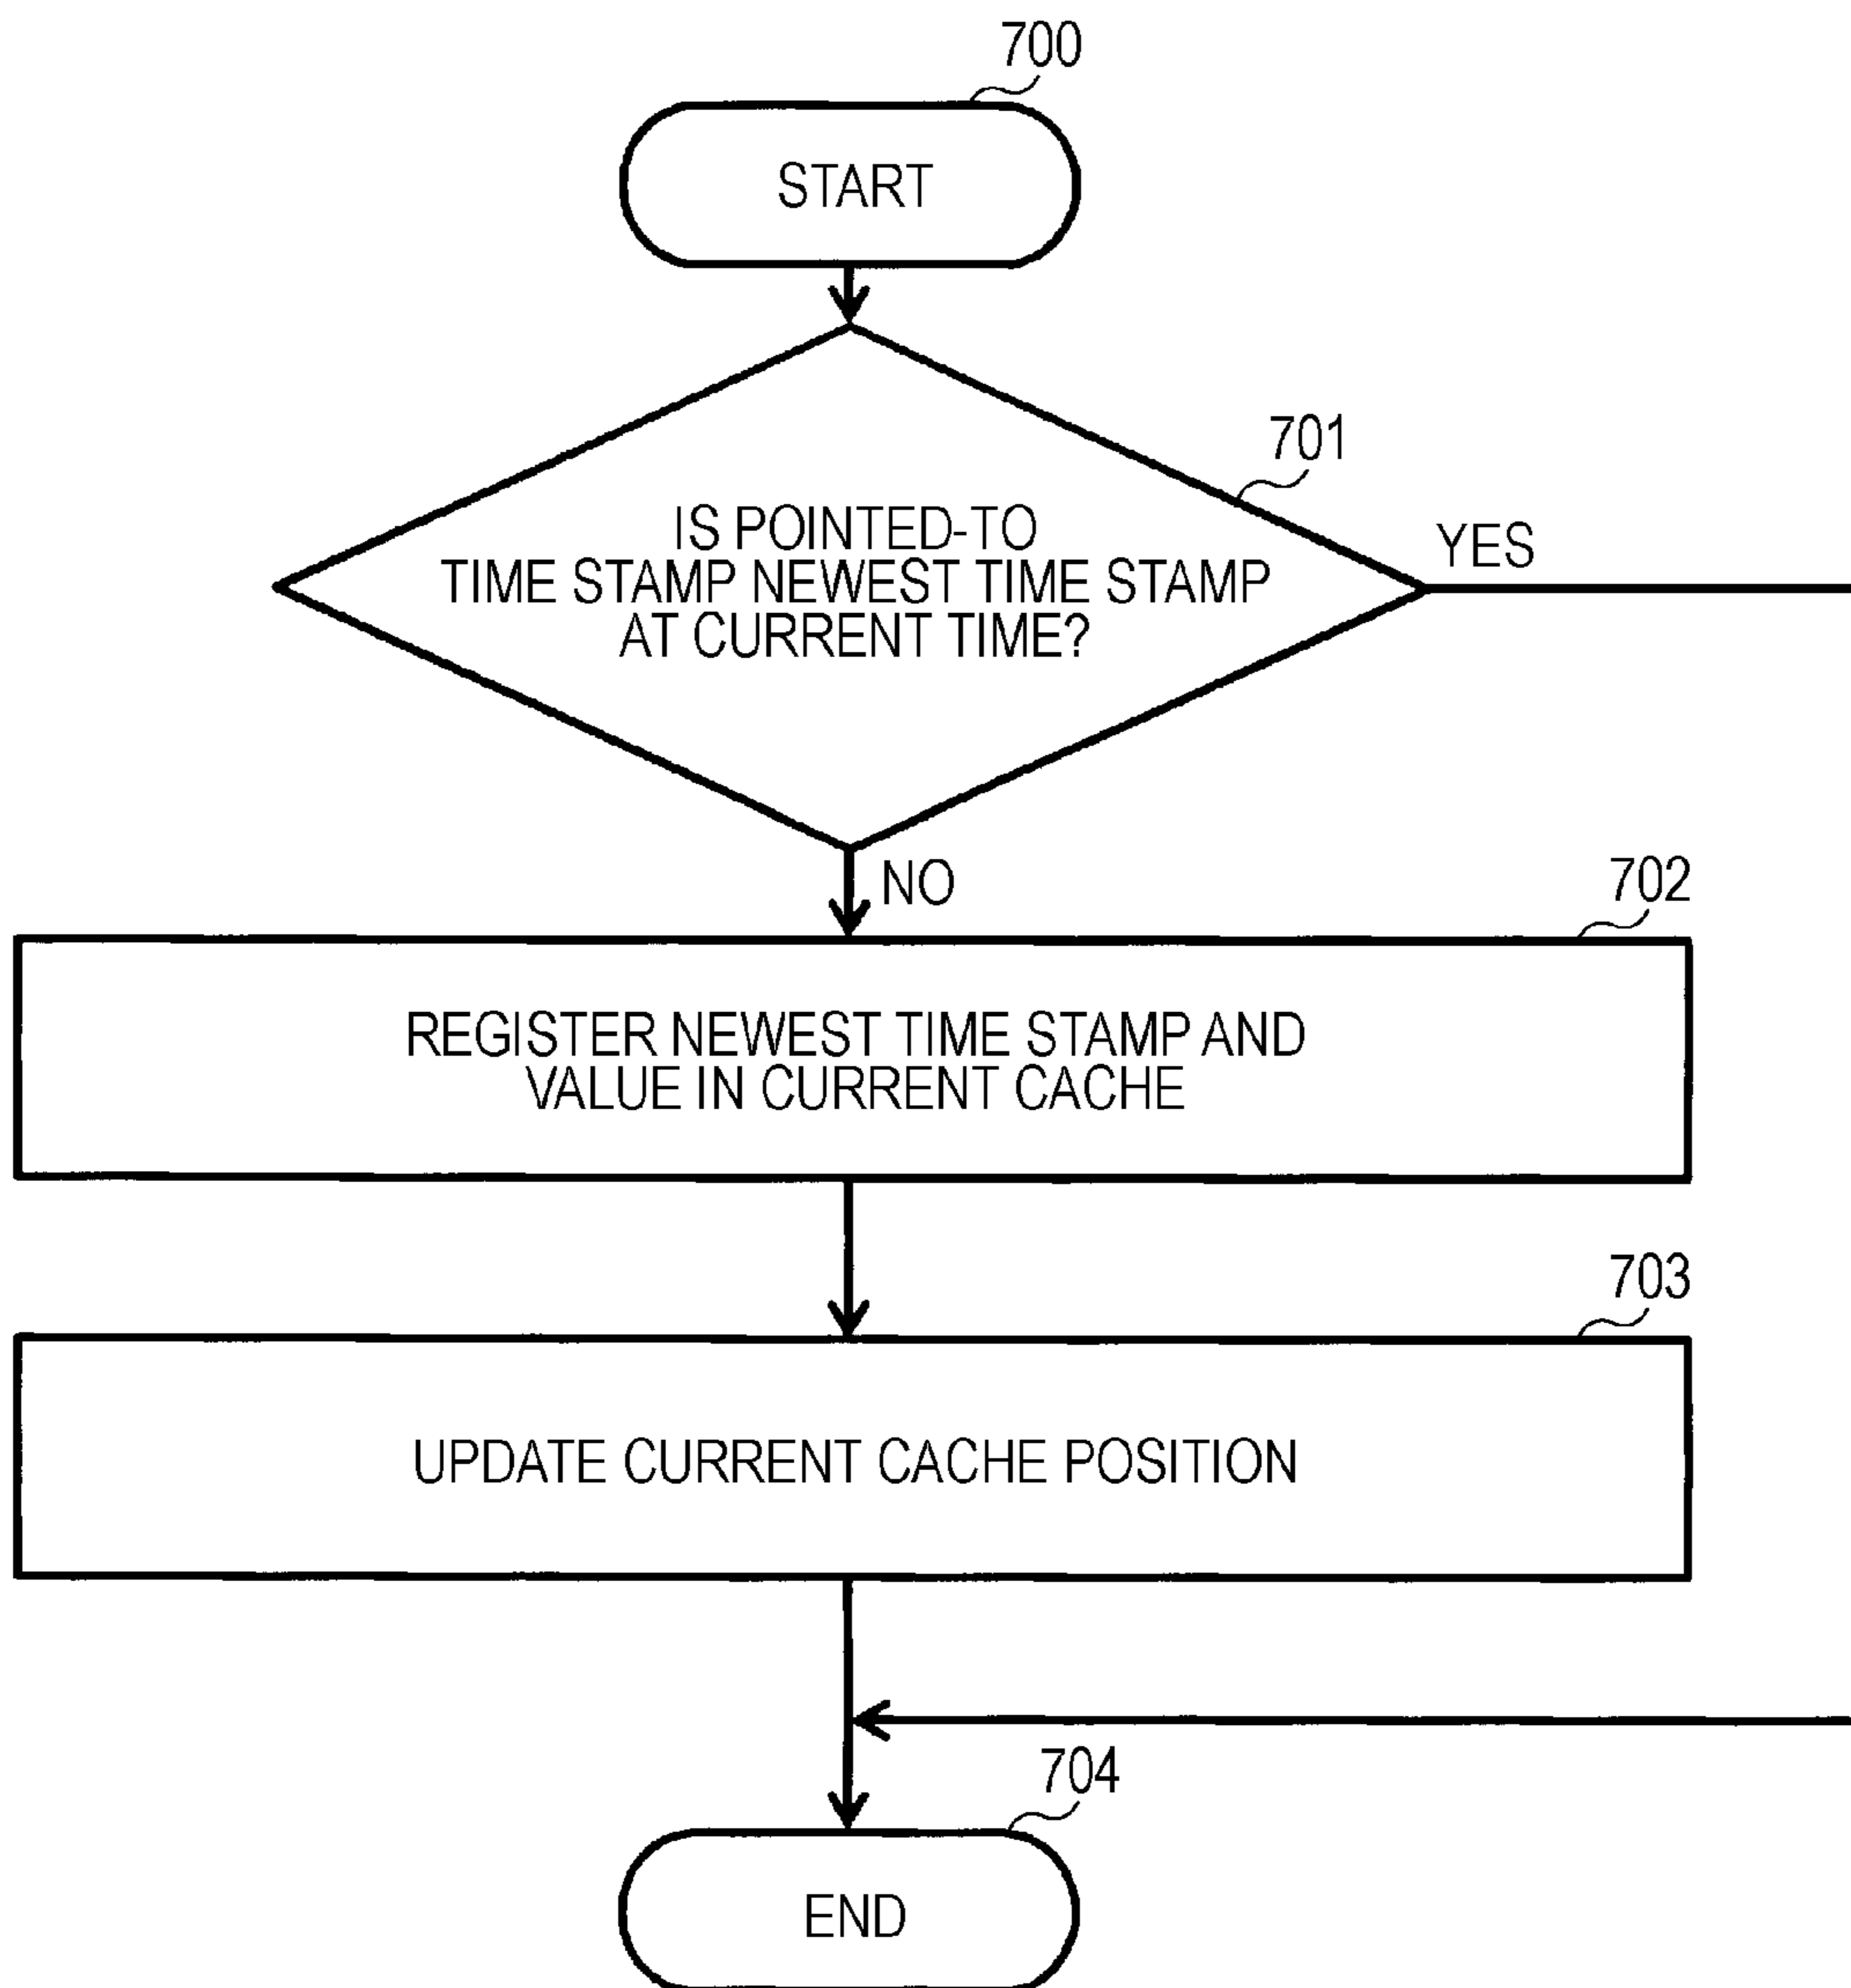 700
START
701
IS POINTED-TO
TIME STAMP NEWEST TIME STAMP
AT CURRENT TIME?
YES
NO
702
REGISTER NEWEST TIME STAMP AND
VALUE IN CURRENT CACHE
703
UPDATE CURRENT CACHE POSITION
704
END